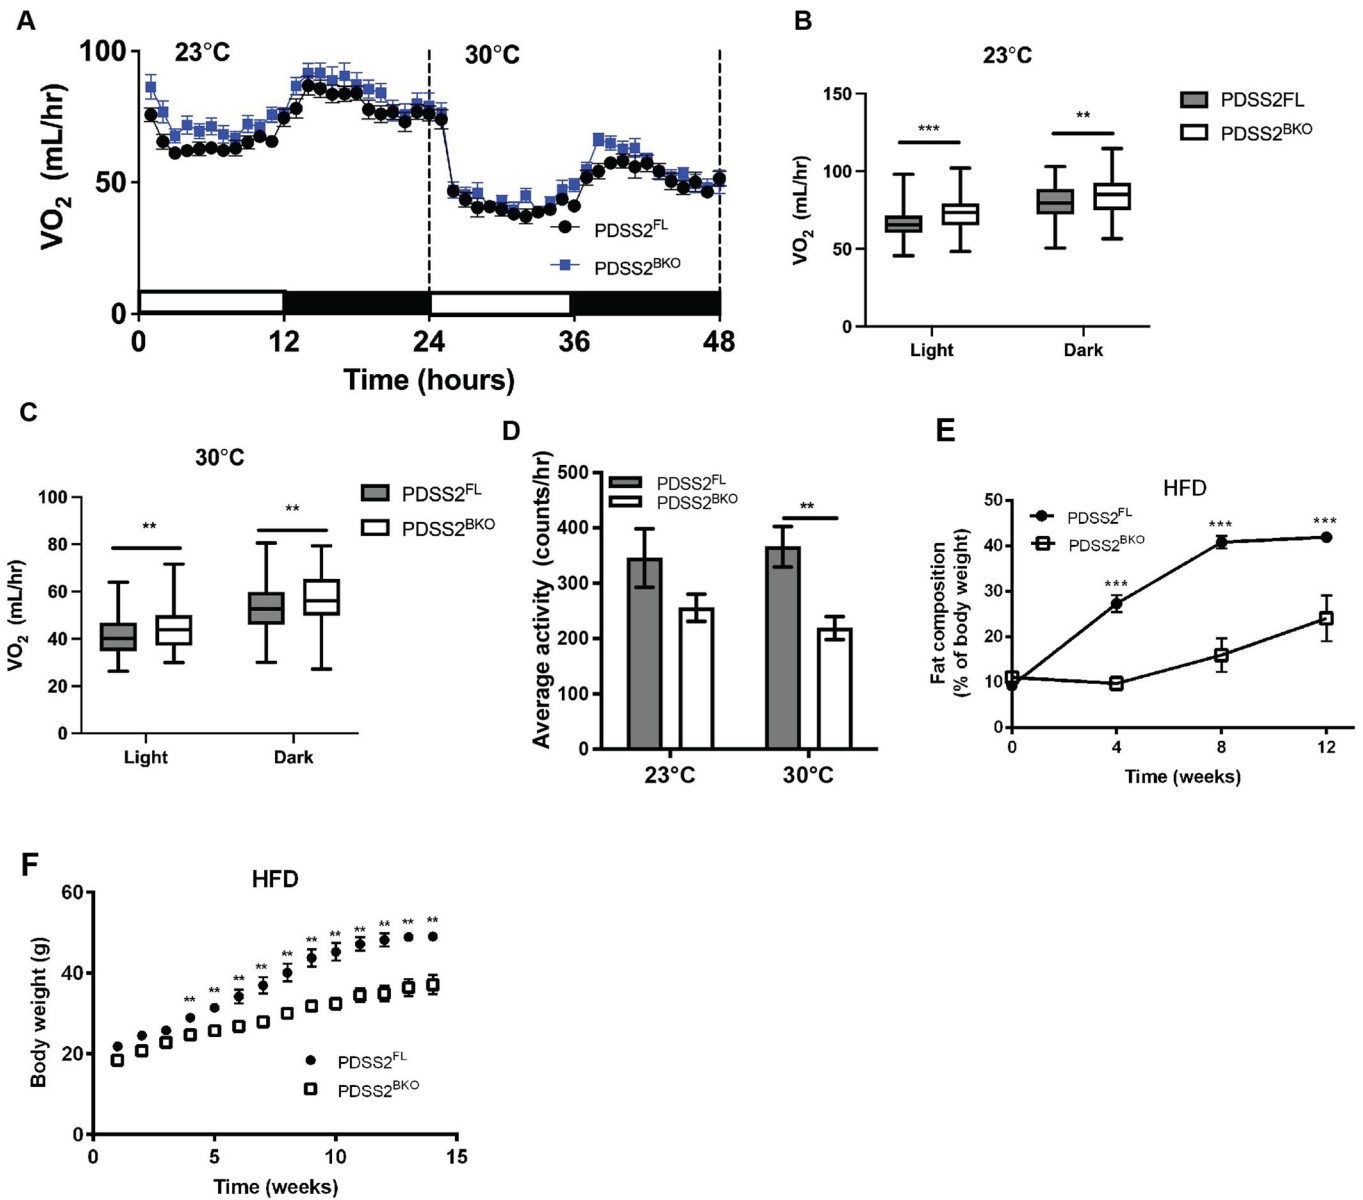 A
23°C
30°C
VO2 (mL/hr)
100
50
0
PDSS2FL
PDSS2BKO
0 12 24 36 48
Time (hours)
B
23°C
VO2 (mL/hr)
150
100
50
0
***
**
Light Dark
PDSS2FL
PDSS2BKO
C
30°C
VO2 (mL/hr)
100
80
60
40
20
0
**
**
Light Dark
PDSS2FL
PDSS2BKO
D
Average activity (counts/hr)
500
400
300
200
100
0
PDSS2FL
PDSS2BKO
**
23°C 30°C
E
HFD
Fat composition
(% of body weight)
50
40
30
20
10
0
PDSS2FL
PDSS2BKO
***
***
***
0 4 8 12
Time (weeks)
F
HFD
Body weight (g)
60
40
20
0
** ** ** ** ** ** ** ** ** ** **
PDSS2FL
PDSS2BKO
0 5 10 15
Time (weeks)